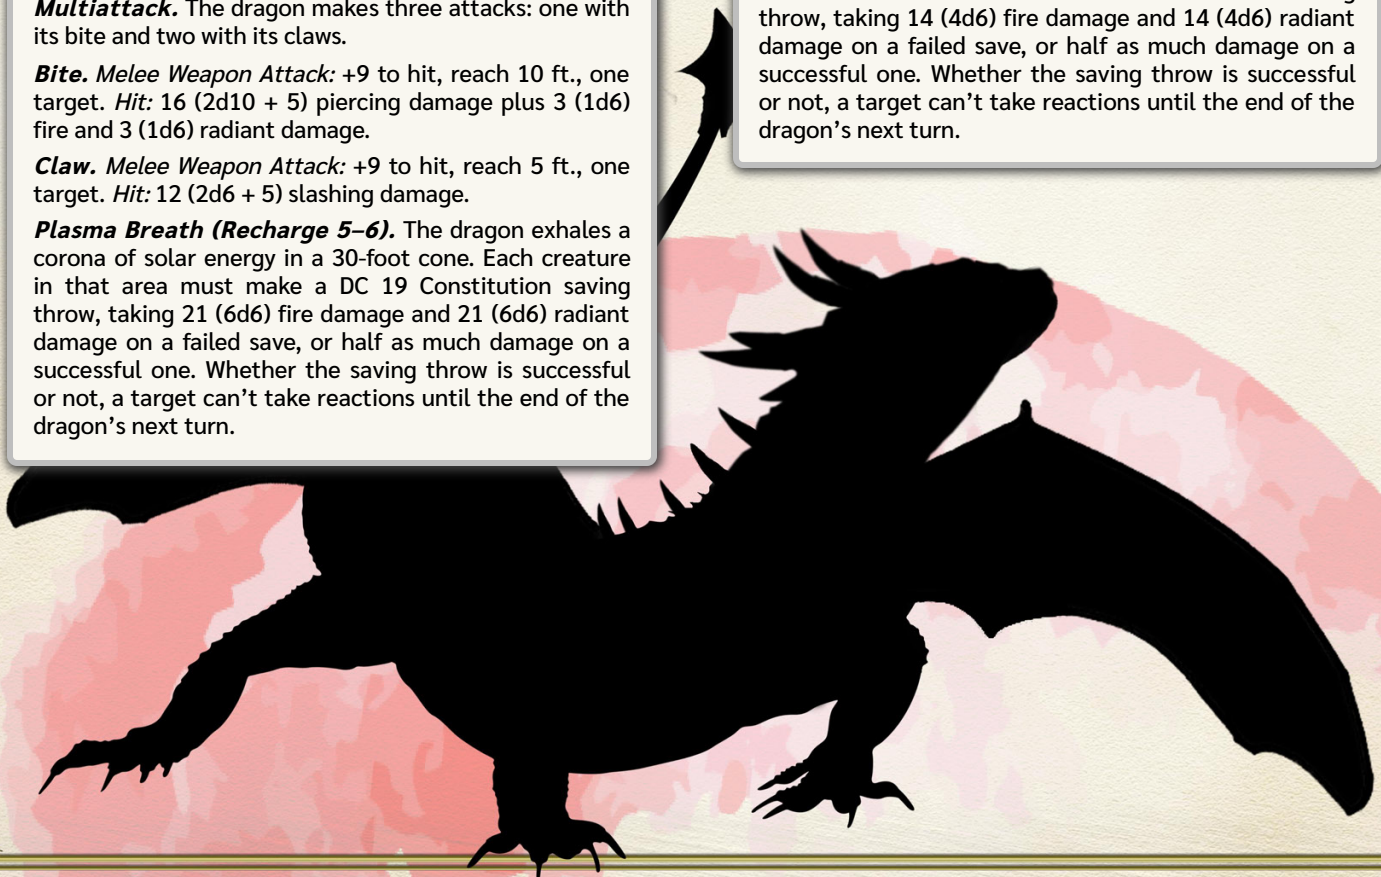 Multiattack. The dragon makes three attacks: one with
its bite and two with its claws.
Bite. Melee Weapon Attack: +9 to hit, reach 10 ft., one
target. Hit: 16 (2d10 + 5) piercing damage plus 3 (1d6)
fire and 3 (1d6) radiant damage.
Claw. Melee Weapon Attack: +9 to hit, reach 5 ft., one
target. Hit: 12 (2d6 + 5) slashing damage.
Plasma Breath (Recharge 5–6). The dragon exhales a
corona of solar energy in a 30-foot cone. Each creature
in that area must make a DC 19 Constitution saving
throw, taking 21 (6d6) fire damage and 21 (6d6) radiant
damage on a failed save, or half as much damage on a
successful one. Whether the saving throw is successful
or not, a target can’t take reactions until the end of the
dragon’s next turn.
throw, taking 14 (4d6) fire damage and 14 (4d6) radiant
damage on a failed save, or half as much damage on a
successful one. Whether the saving throw is successful
or not, a target can’t take reactions until the end of the
dragon’s next turn.